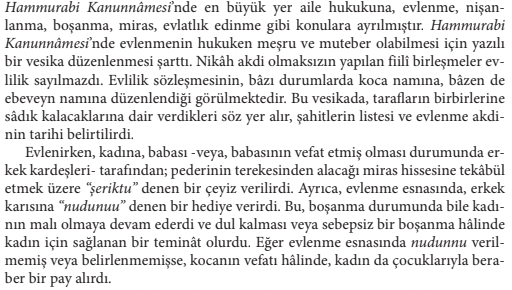 Hammurabi Kanunnâmesi'nde en büyük yer aile hukukuna, evlenme, nişan-
lanma, boşanma, miras, evlatlık edinme gibi konulara ayrılmıştır. Hammurabi
Kanunnâmesi'nde evlenmenin hukuken meşru ve muteber olabilmesi için yazılı
bir vesika düzenlenmesi şarttı. Nikâh akdi olmaksızın yapılan fiilî birleşmeler ev-
lilik sayılmazdı. Evlilik sözleşmesinin, bâzı durumlarda koca namına, bâzen de
ebeveyn namına düzenlendiği görülmektedir. Bu vesikada, tarafların birbirlerine
sâdık kalacaklarına dair verdikleri söz yer alır, şahitlerin listesi ve evlenme akdi-
nin tarihi belirtilirdi.
Evlenirken, kadına, babası -veya, babasının vefat etmiş olması durumunda er-
kek kardeşleri- tarafından; pederinin terekesinden alacağı miras hissesine tekâbül
etmek üzere "şeriktu" denen bir çeyiz verilirdi. Ayrıca, evlenme esnasında, erkek
karısına "nudunuu" denen bir hediye verirdi. Bu, boşanma durumunda bile kadı-
nın malı olmaya devam ederdi ve dul kalması veya sebepsiz bir boşanma hâlinde
kadın için sağlanan bir teminât olurdu. Eğer evlenme esnasında nudunnu veril-
memiş veya belirlenmemişse, kocanın vefatı hâlinde, kadın da çocuklarıyla bera-
ber bir pay alırdı.